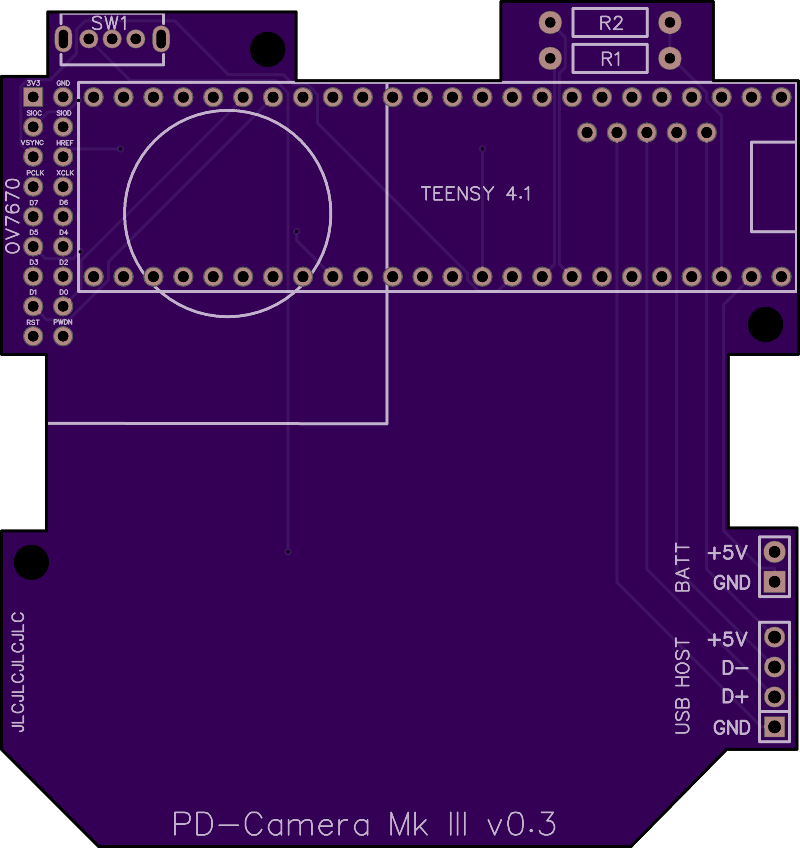 SW1
R2
R1
3V3 GND
SIOC SIOD
VSYNC HREF
PCLK XCLK
D7 D6
D5 D4
D3 D2
D1 D0
RST PWDN
OV7670
TEENSY 4.1
BATT
+5V
GND
USB HOST
+5V
D-
D+
GND
JLCJLCJLCJLC
PD-Camera Mk III v0.3